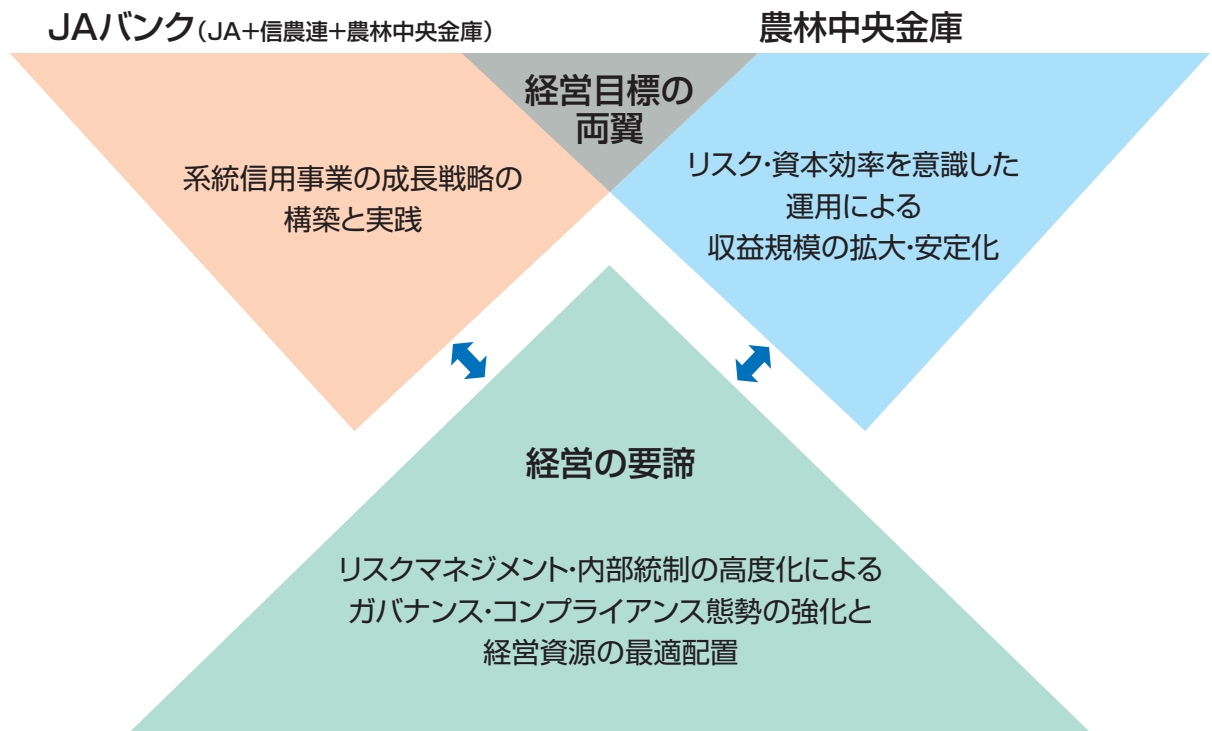 JAバンク(JA+信農連+農林中央金庫)
農林中央金庫
経営目標の
両翼
系統信用事業の成長戦略の
構築と実践
リスク・資本効率を意識した
運用による
収益規模の拡大・安定化
経営の要諦
リスクマネジメント・内部統制の高度化による
ガバナンス・コンプライアンス態勢の強化と
経営資源の最適配置